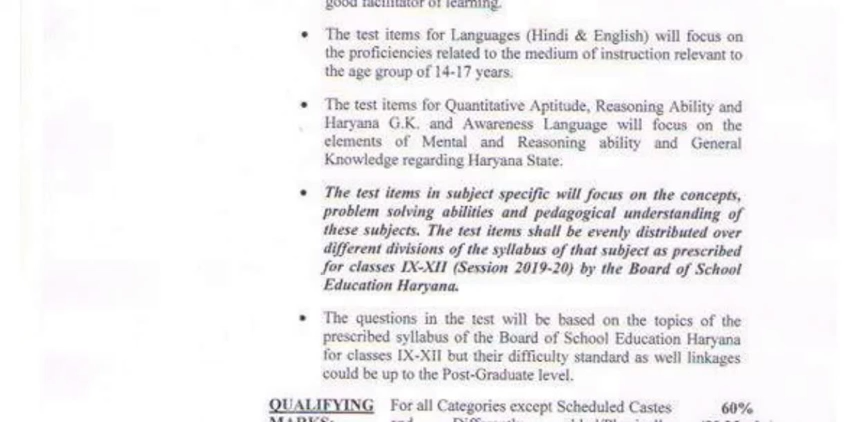 good facilitator of learning.
• The test items for Languages (Hindi & English) will focus on
the proficiencies related to the medium of instruction relevant to
the age group of 14-17 years.
• The test items for Quantitative Aptitude, Reasoning Ability and
Haryana G.K. and Awareness Language will focus on the
elements of Mental and Reasoning ability and General
Knowledge regarding Haryana State.
• The test items in subject specific will focus on the concepts,
problem solving abilities and pedagogical understanding of
these subjects. The test items shall be evenly distributed over
different divisions of the syllabus of that subject as prescribed
for classes IX-XII (Session 2019-20) by the Board of School
Education Haryana.
• The questions in the test will be based on the topics of the
prescribed syllabus of the Board of School Education Haryana
for classes IX-XII but their difficulty standard as well linkages
could be up to the Post-Graduate level.
QUALIFYING For all Categories except Scheduled Castes 60%
MARKS: and Differently